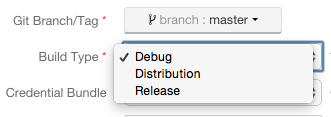 Git Branch/Tag * branch : master
Build Type * ✓ Debug
Distribution
Credential Bundle Release